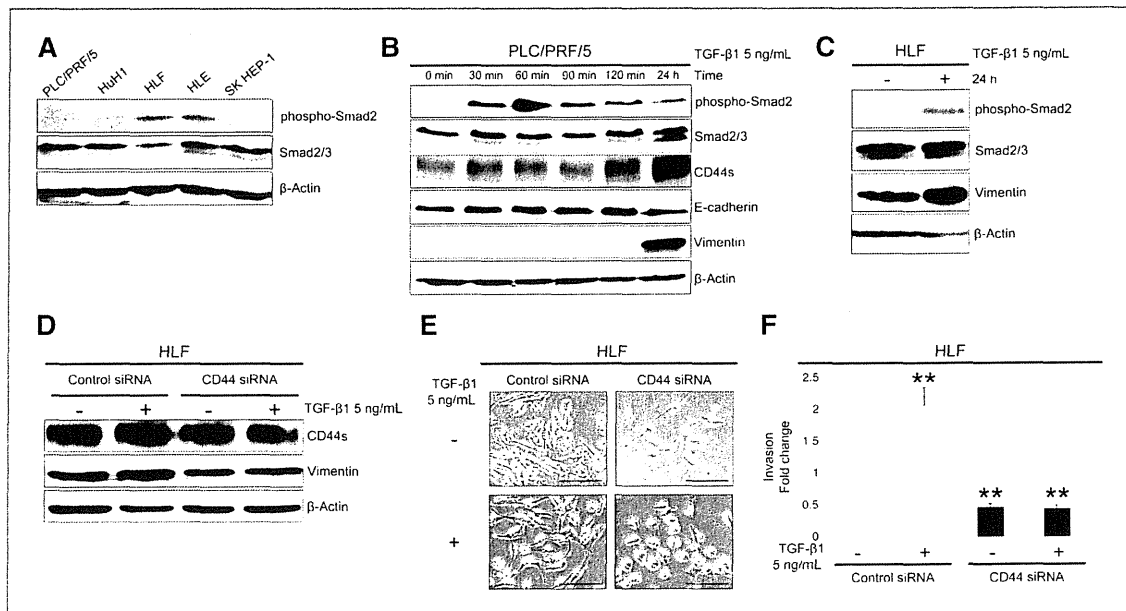 A
PLC/PRF/5 HuH1 HLF HLE SK HEP-1
phospho-Smad2
Smad2/3
β-Actin
B
PLC/PRF/5 TGF-β1 5 ng/mL
0 min 30 min 60 min 90 min 120 min 24 h Time
phospho-Smad2
Smad2/3
CD44s
E-cadherin
Vimentin
β-Actin
C
HLF TGF-β1 5 ng/mL
- + 24 h
phospho-Smad2
Smad2/3
Vimentin
β-Actin
D
HLF
Control siRNA CD44 siRNA
- + - + TGF-β1 5 ng/mL
CD44s
Vimentin
β-Actin
E
HLF
TGF-β1
5 ng/mL
Control siRNA CD44 siRNA
-
+
F
HLF
Invasion
Fold change
2.5
2
1.5
1
0.5
0
**
** **
TGF-β1
5 ng/mL
- + - +
Control siRNA CD44 siRNA